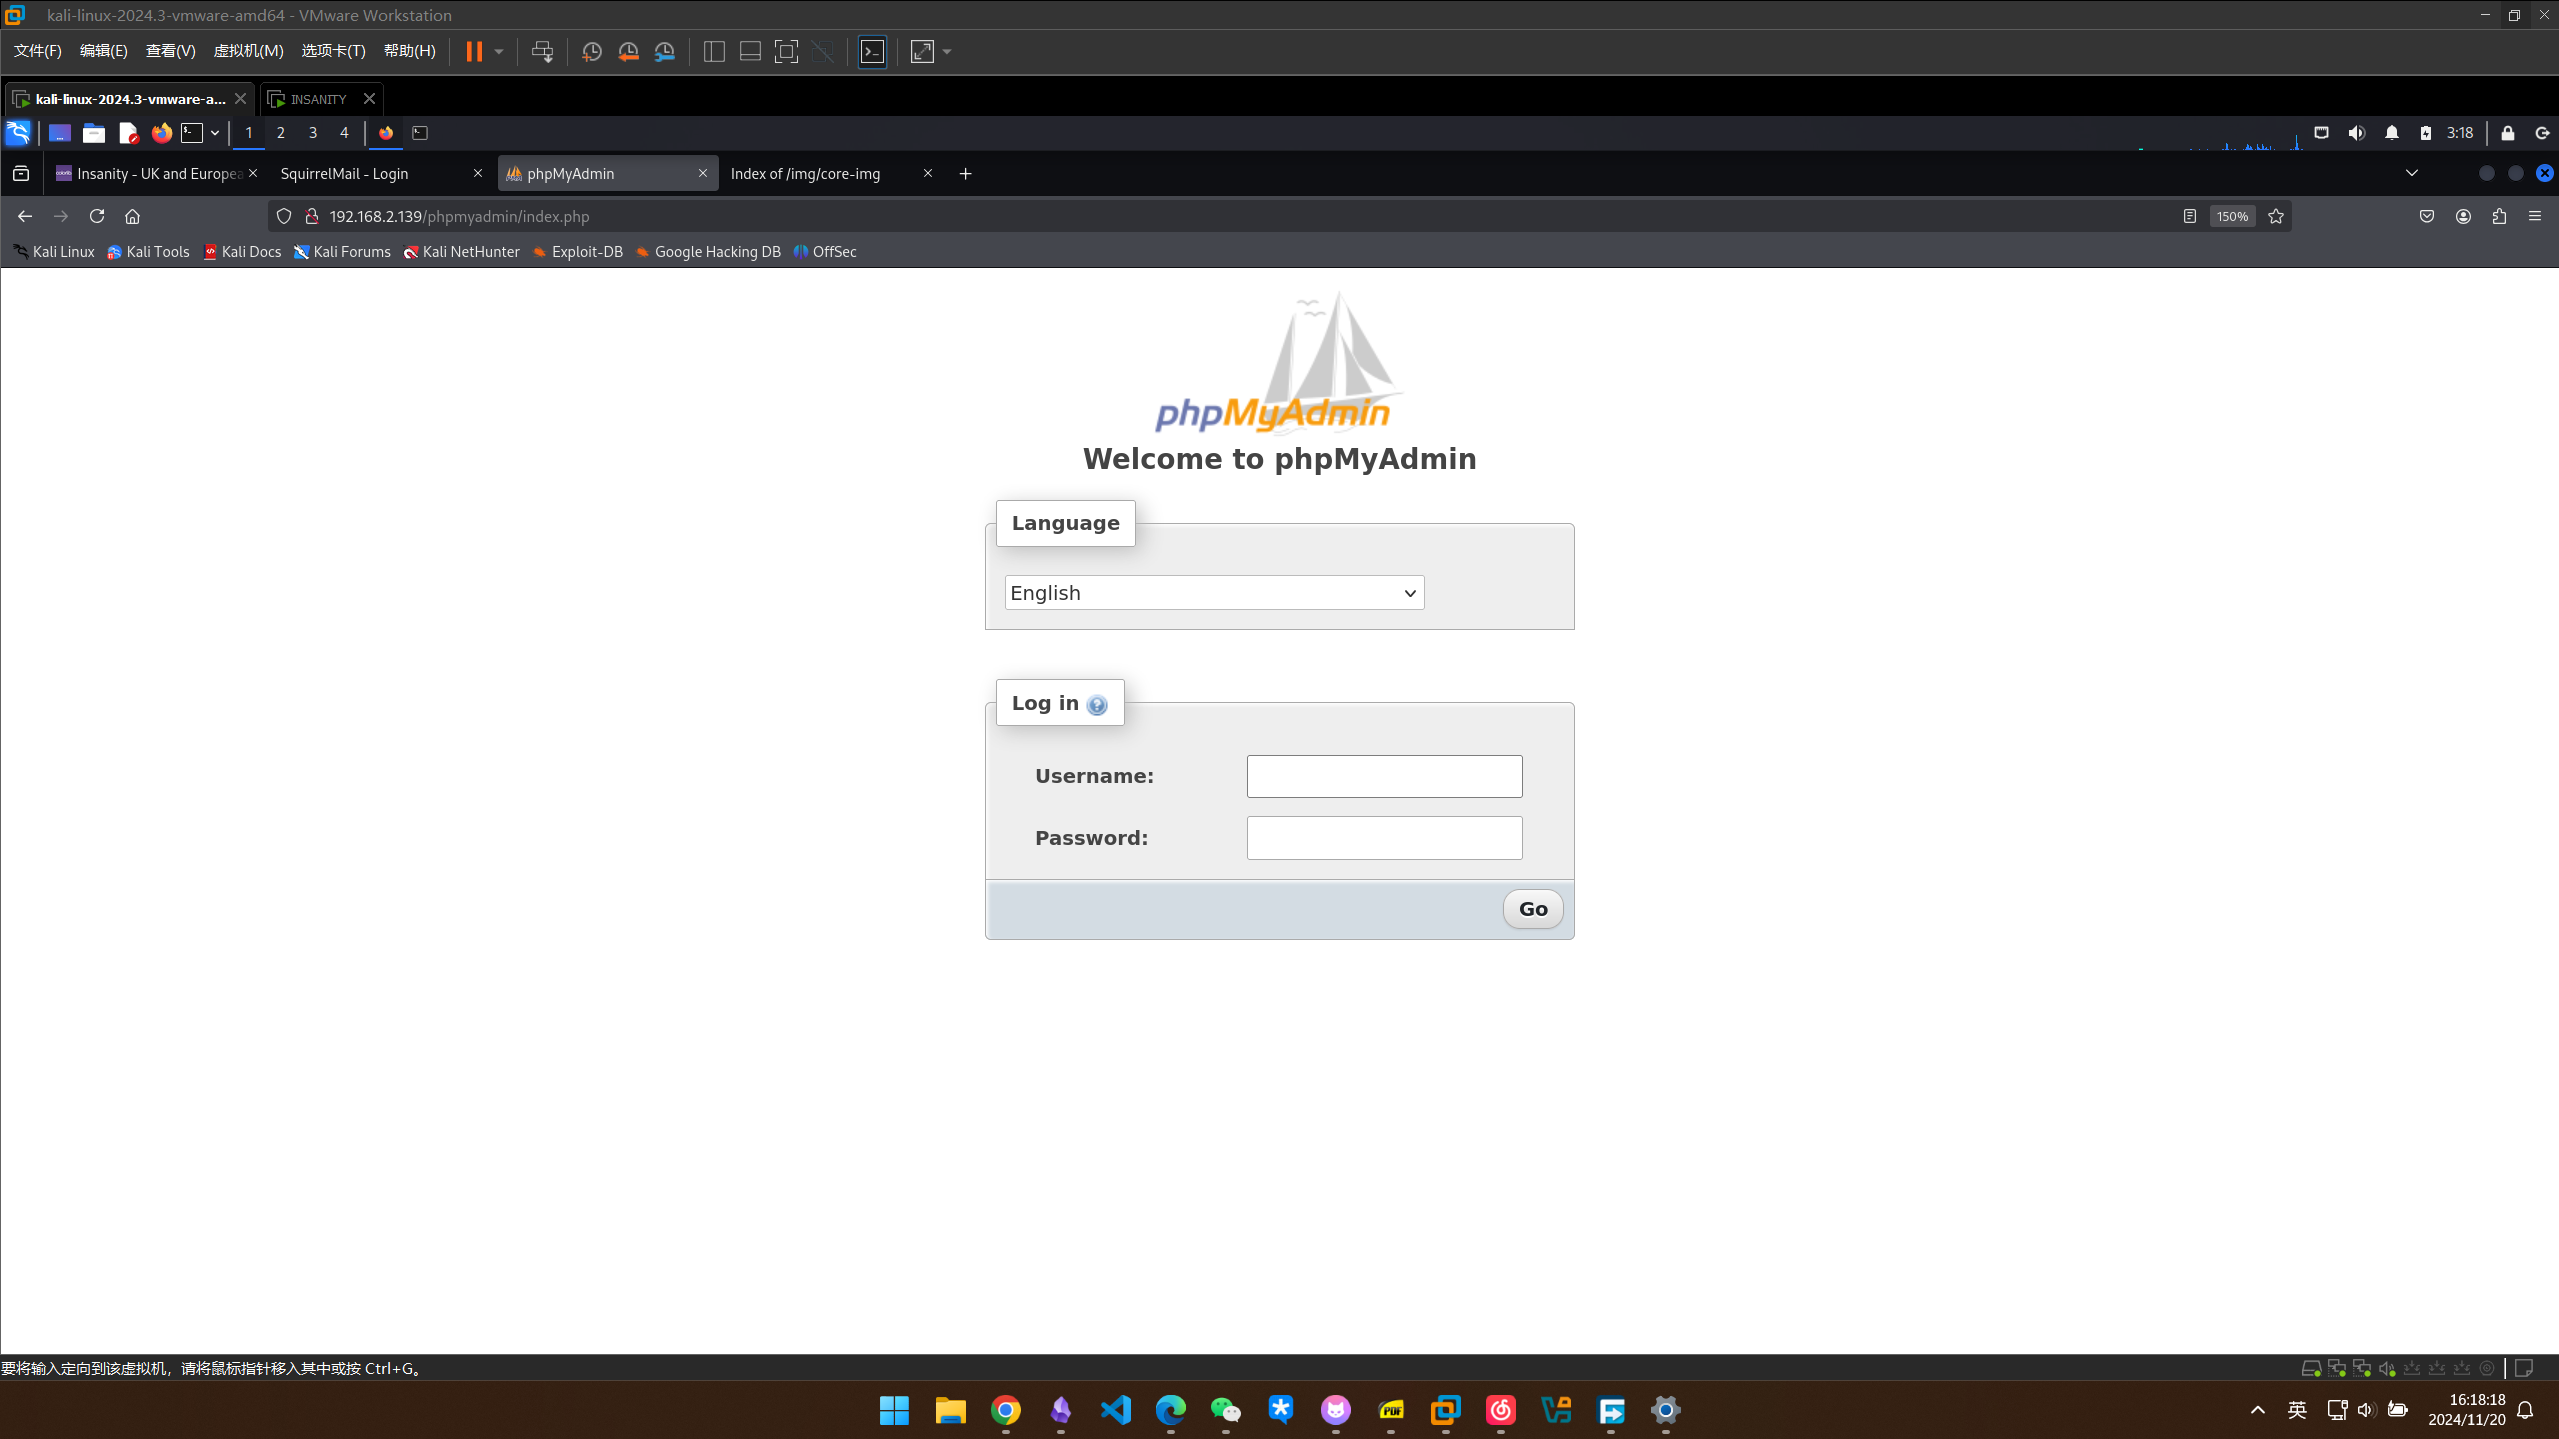 kali-linux-2024.3-vmware-amd64 - VMware Workstation
文件(F) 编辑(E) 查看(V) 虚拟机(M) 选项卡(T) 帮助(H)
kali-linux-2024.3-vmware-a... INSANITY
1 2 3 4 3:18
Insanity - UK and Europea SquirrelMail - Login phpMyAdmin Index of /img/core-img
192.168.2.139/phpmyadmin/index.php 150%
Kali Linux Kali Tools Kali Docs Kali Forums Kali NetHunter Exploit-DB Google Hacking DB OffSec
phpMyAdmin
Welcome to phpMyAdmin
Language
English
Log in
Username:
Password:
Go
要将输入定向到该虚拟机，请将鼠标指针移入其中或按 Ctrl+G。
PDF
英
16:18:18
2024/11/20